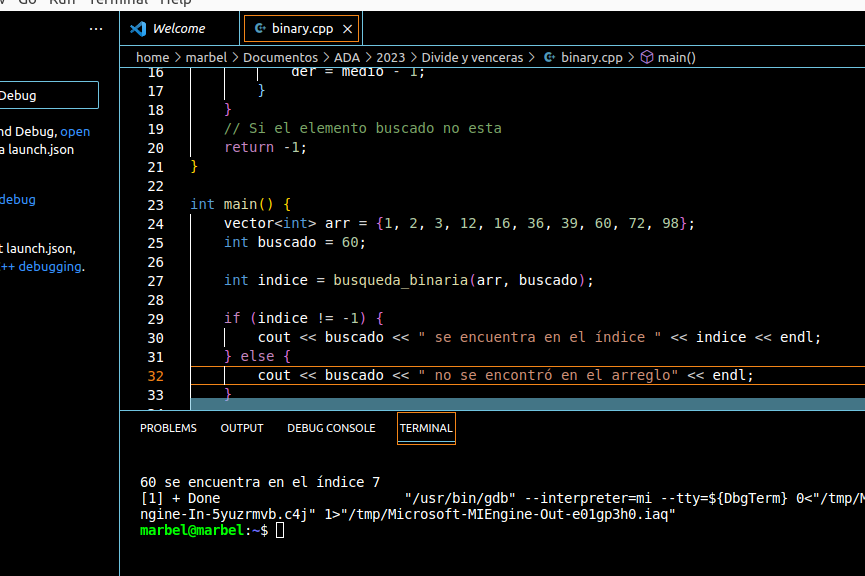 Go Run Terminal Help
... Welcome binary.cpp ×
home > marbel > Documentos > ADA > 2023 > Divide y venceras > binary.cpp > main()
16 der = medio - 1;
Debug
17 }
18 }
nd Debug, open
19 // Si el elemento buscado no esta
a launch.json
20 return -1;
21 }
22
debug
23 int main() {
24 vector<int> arr = {1, 2, 3, 12, 16, 36, 39, 60, 72, 98};
t launch.json,
25 int buscado = 60;
++ debugging.
26
27 int indice = busqueda_binaria(arr, buscado);
28
29 if (indice != -1) {
30 cout << buscado << " se encuentra en el índice " << indice << endl;
31 } else {
32 cout << buscado << " no se encontró en el arreglo" << endl;
33 }
PROBLEMS OUTPUT DEBUG CONSOLE TERMINAL
60 se encuentra en el índice 7
[1] + Done "/usr/bin/gdb" --interpreter=mi --tty=${DbgTerm} 0<"/tmp/M
ngine-In-5yuzrmvb.c4j" 1>"/tmp/Microsoft-MIEngine-Out-e01gp3h0.iaq"
marbel@marbel:~$